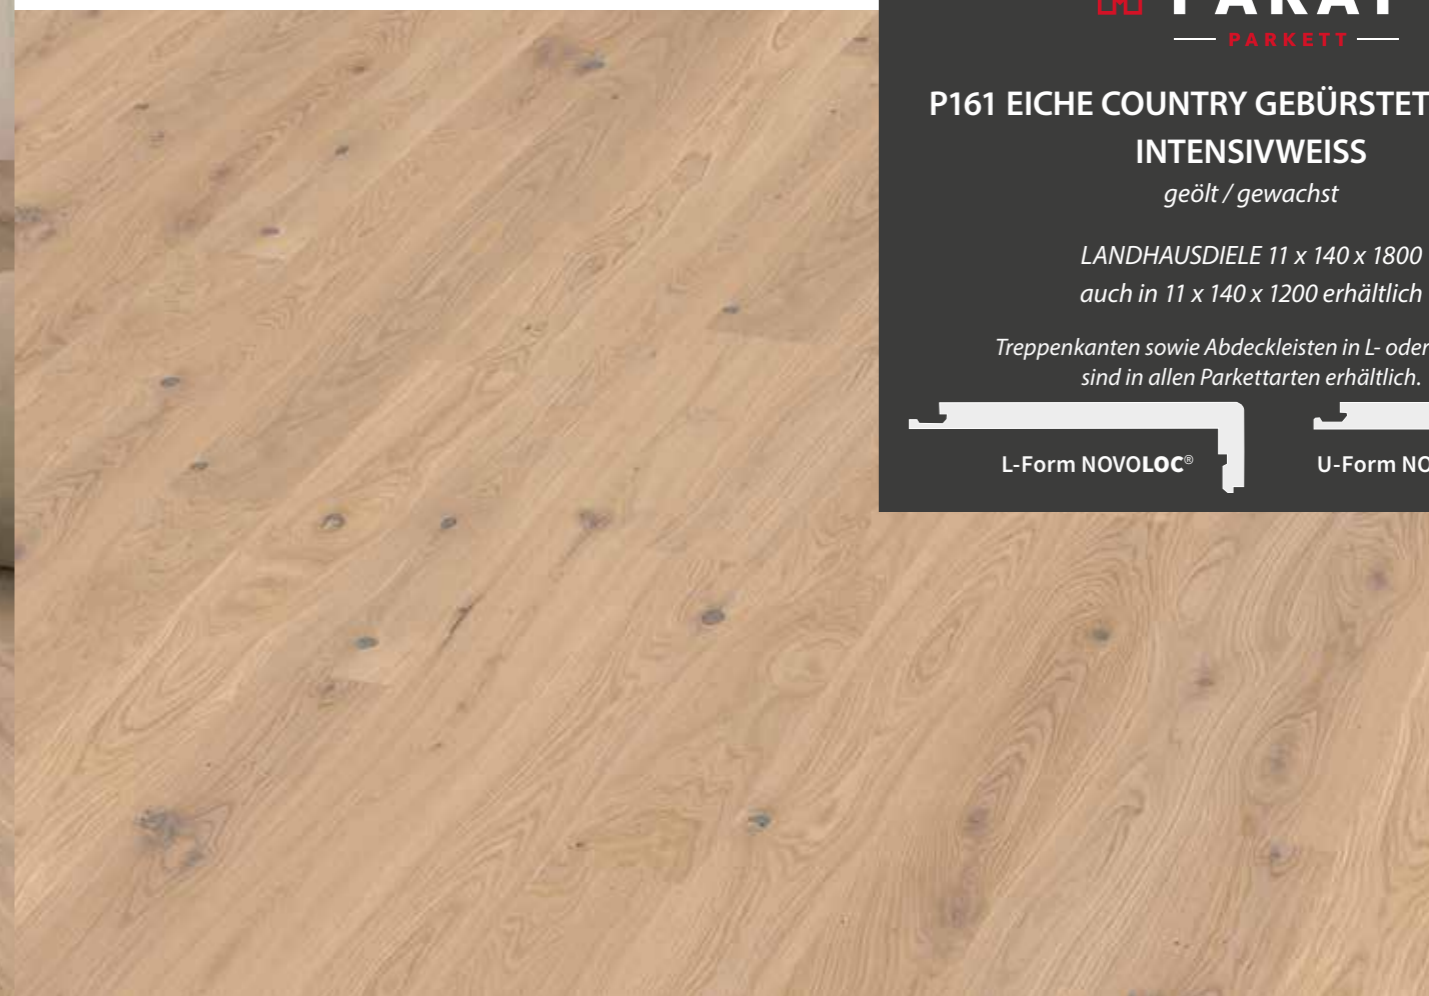 PARKETT
P161 EICHE COUNTRY GEBÜRSTET
INTENSIVWEISS
geölt / gewachst
LANDHAUSDIELE 11 x 140 x 1800
auch in 11 x 140 x 1200 erhältlich
Treppenkanten sowie Abdeckleisten in L- oder
sind in allen Parkettarten erhältlich.
L-Form NOVOLOC®
U-Form